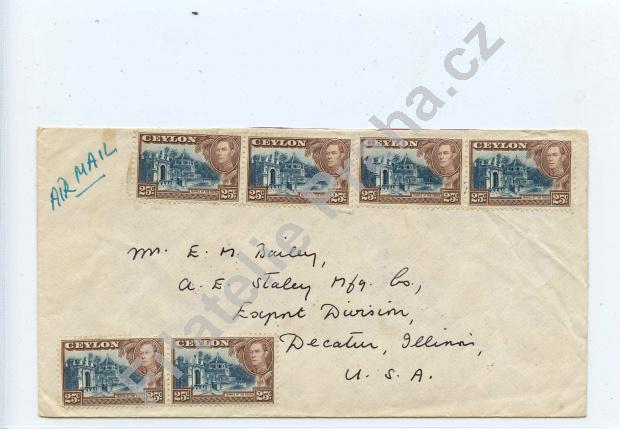 AIR MAIL
CEYLON CEYLON CEYLON CEYLON
25c 25c 25c 25c 25c 25c 25c 25c
Mr. E. M. Bailey,
A. E. Staley Mfg. Co.,
Export Division,
Decatur, Illinois,
U. S. A.
CEYLON CEYLON
25c 25c 25c 25c
Filatelie Praha.cz